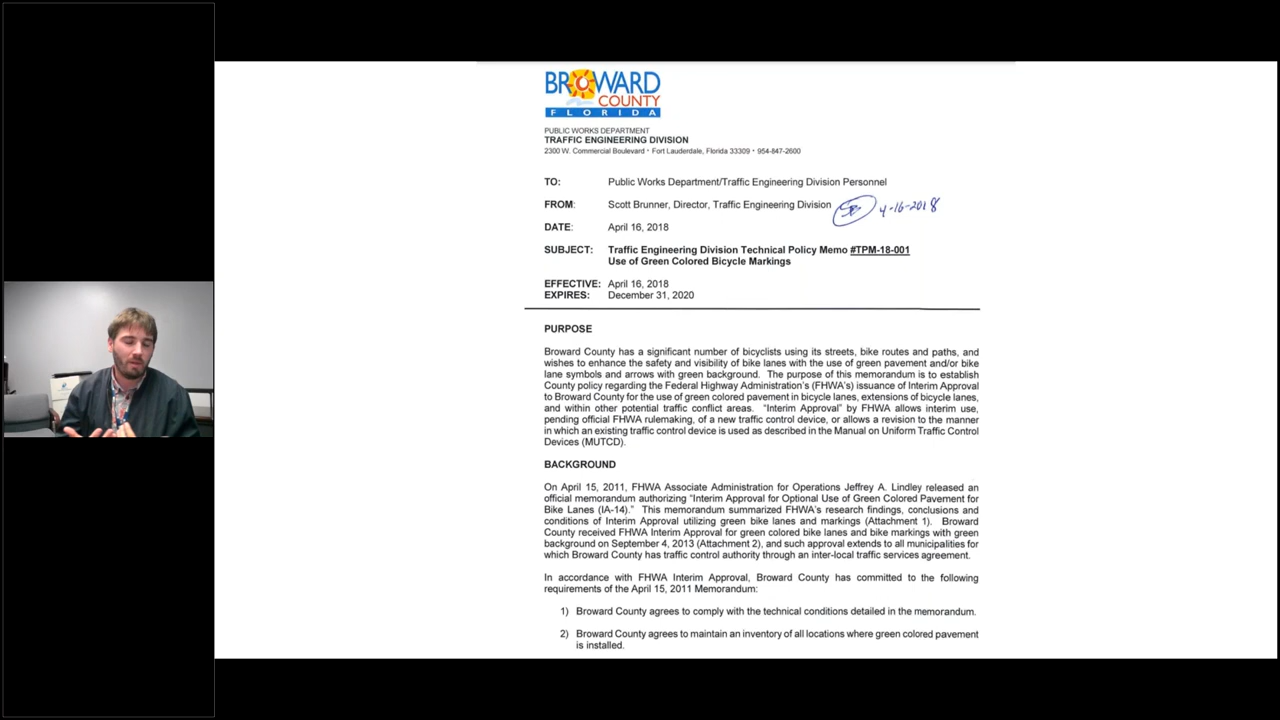 BROWARD
COUNTY
FLORIDA
PUBLIC WORKS DEPARTMENT
TRAFFIC ENGINEERING DIVISION
2300 W. Commercial Boulevard • Fort Lauderdale, Florida 33309 • 954-847-2600
TO: Public Works Department/Traffic Engineering Division Personnel
FROM: Scott Brunner, Director, Traffic Engineering Division SB 4-16-2018
DATE: April 16, 2018
SUBJECT: Traffic Engineering Division Technical Policy Memo #TPM-18-001
Use of Green Colored Bicycle Markings
EFFECTIVE: April 16, 2018
EXPIRES: December 31, 2020
PURPOSE
Broward County has a significant number of bicyclists using its streets, bike routes and paths, and
wishes to enhance the safety and visibility of bike lanes with the use of green pavement and/or bike
lane symbols and arrows with green background. The purpose of this memorandum is to establish
County policy regarding the Federal Highway Administration's (FHWA's) issuance of Interim Approval
to Broward County for the use of green colored pavement in bicycle lanes, extensions of bicycle lanes,
and within other potential traffic conflict areas. "Interim Approval" by FHWA allows interim use,
pending official FHWA rulemaking, of a new traffic control device, or allows a revision to the manner
in which an existing traffic control device is used as described in the Manual on Uniform Traffic Control
Devices (MUTCD).
BACKGROUND
On April 15, 2011, FHWA Associate Administration for Operations Jeffrey A. Lindley released an
official memorandum authorizing "Interim Approval for Optional Use of Green Colored Pavement for
Bike Lanes (IA-14)." This memorandum summarized FHWA's research findings, conclusions and
conditions of Interim Approval utilizing green bike lanes and markings (Attachment 1). Broward
County received FHWA Interim Approval for green colored bike lanes and bike markings with green
background on September 4, 2013 (Attachment 2), and such approval extends to all municipalities for
which Broward County has traffic control authority through an inter-local traffic services agreement.
In accordance with FHWA Interim Approval, Broward County has committed to the following
requirements of the April 15, 2011 Memorandum:
1) Broward County agrees to comply with the technical conditions detailed in the memorandum.
2) Broward County agrees to maintain an inventory of all locations where green colored pavement
is installed.